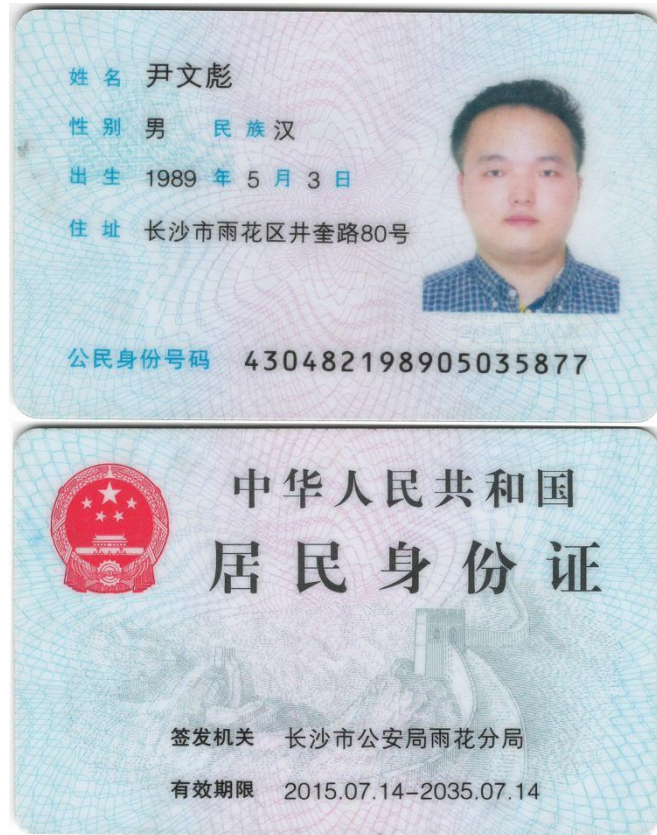 姓名 尹文彪
性别 男 民族 汉
出生 1989 年 5 月 3 日
住址 长沙市雨花区井奎路80号
公民身份号码 430482198905035877
中华人民共和国
居民身份证
签发机关 长沙市公安局雨花分局
有效期限 2015.07.14-2035.07.14